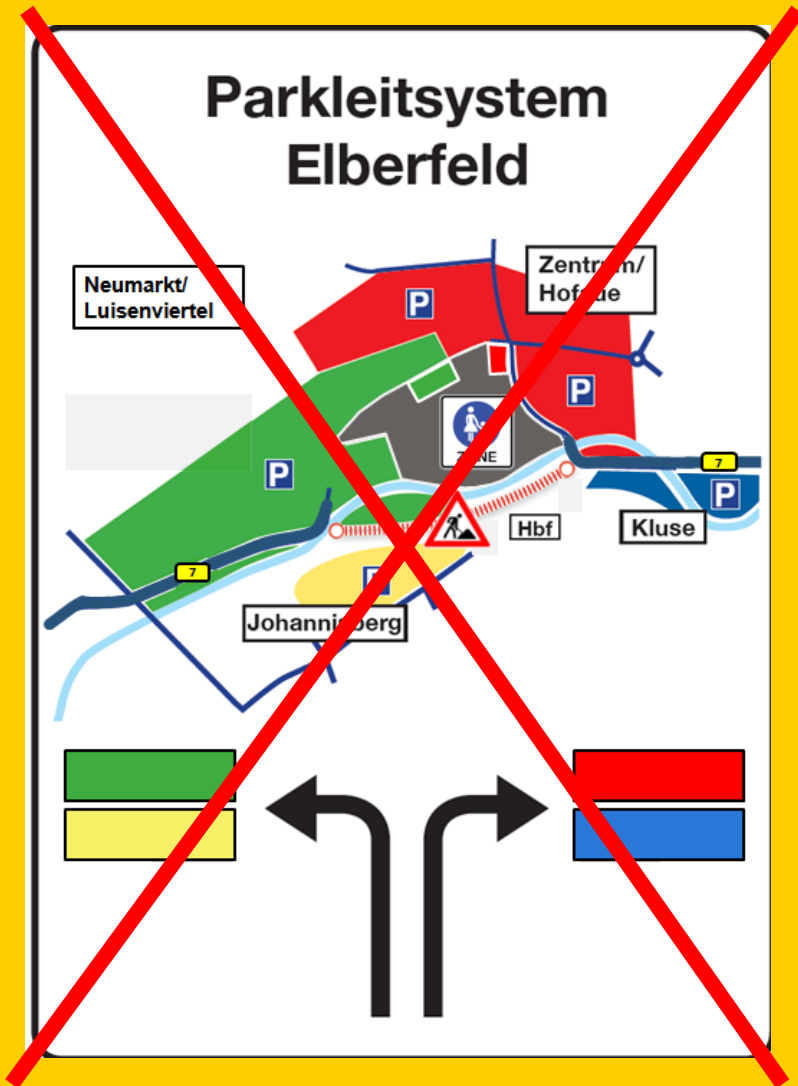 Parkleitsystem
Elberfeld
Neumarkt/
Luisenviertel
Zentrum/
Hofaue
P
P
P
ZONE
7
P
Hbf
Kluse
7
P
Johannisberg